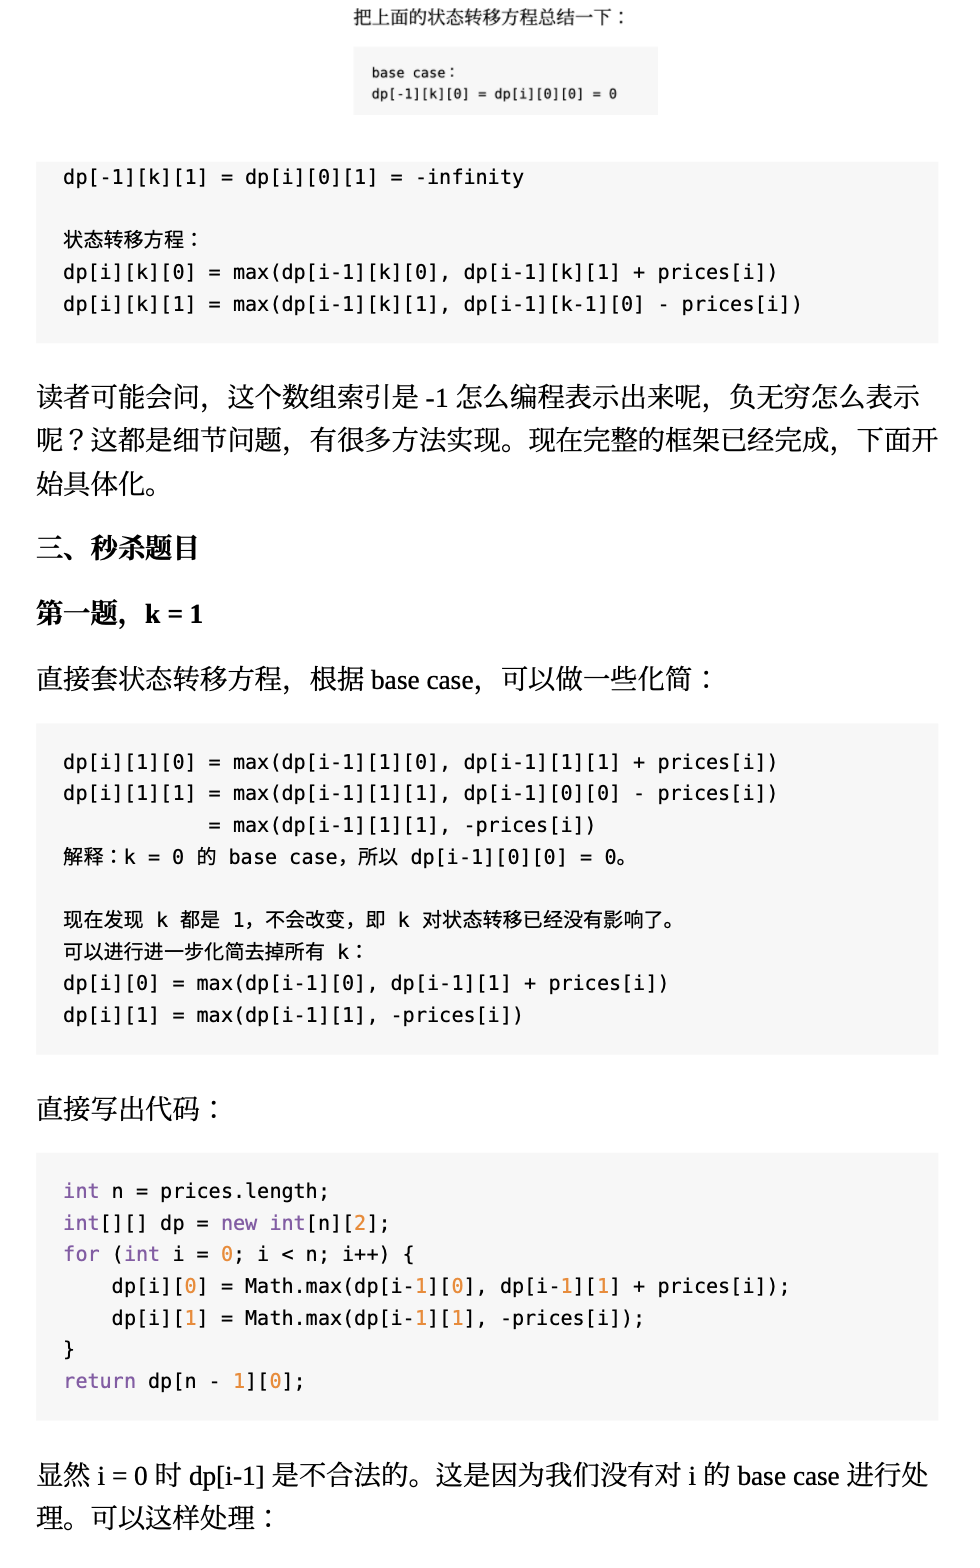 把上面的状态转移方程总结一下：
base case：
dp[-1][k][0] = dp[i][0][0] = 0
dp[-1][k][1] = dp[i][0][1] = -infinity
状态转移方程：
dp[i][k][0] = max(dp[i-1][k][0], dp[i-1][k][1] + prices[i])
dp[i][k][1] = max(dp[i-1][k][1], dp[i-1][k-1][0] - prices[i])
读者可能会问，这个数组索引是 -1 怎么编程表示出来呢，负无穷怎么表示
呢？这都是细节问题，有很多方法实现。现在完整的框架已经完成，下面开
始具体化。
三、秒杀题目
第一题，k = 1
直接套状态转移方程，根据 base case，可以做一些化简：
dp[i][1][0] = max(dp[i-1][1][0], dp[i-1][1][1] + prices[i])
dp[i][1][1] = max(dp[i-1][1][1], dp[i-1][0][0] - prices[i])
            = max(dp[i-1][1][1], -prices[i])
解释：k = 0 的 base case，所以 dp[i-1][0][0] = 0。
现在发现 k 都是 1，不会改变，即 k 对状态转移已经没有影响了。
可以进行进一步化简去掉所有 k：
dp[i][0] = max(dp[i-1][0], dp[i-1][1] + prices[i])
dp[i][1] = max(dp[i-1][1], -prices[i])
直接写出代码：
int n = prices.length;
int[][] dp = new int[n][2];
for (int i = 0; i < n; i++) {
    dp[i][0] = Math.max(dp[i-1][0], dp[i-1][1] + prices[i]);
    dp[i][1] = Math.max(dp[i-1][1], -prices[i]);
}
return dp[n - 1][0];
显然 i = 0 时 dp[i-1] 是不合法的。这是因为我们没有对 i 的 base case 进行处
理。可以这样处理：